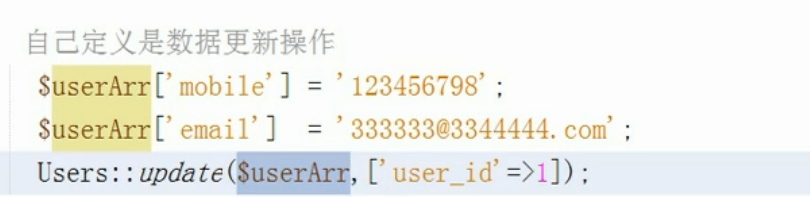 自己定义是数据更新操作
$userArr['mobile'] = '123456798';
$userArr['email']  = '333333@3344444.com';
Users::update($userArr,['user_id'=>1]);